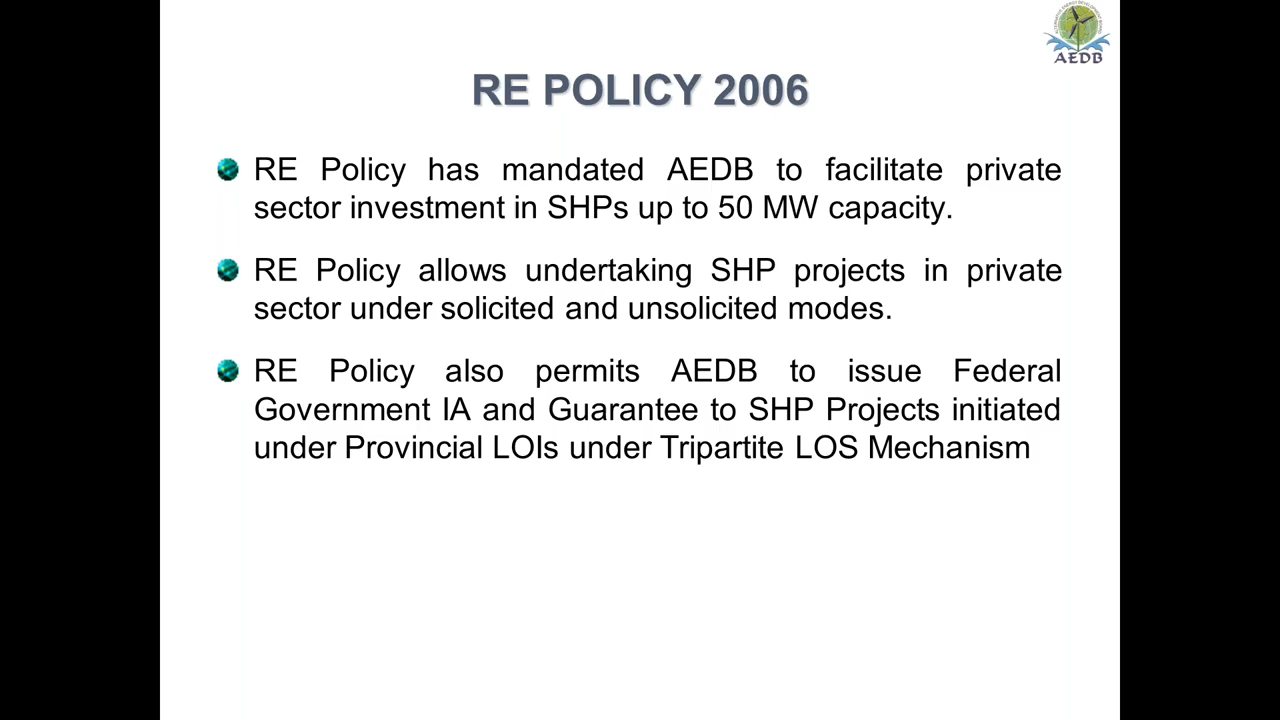 AEDB
RE POLICY 2006
RE Policy has mandated AEDB to facilitate private
sector investment in SHPs up to 50 MW capacity.
RE Policy allows undertaking SHP projects in private
sector under solicited and unsolicited modes.
RE Policy also permits AEDB to issue Federal
Government IA and Guarantee to SHP Projects initiated
under Provincial LOIs under Tripartite LOS Mechanism